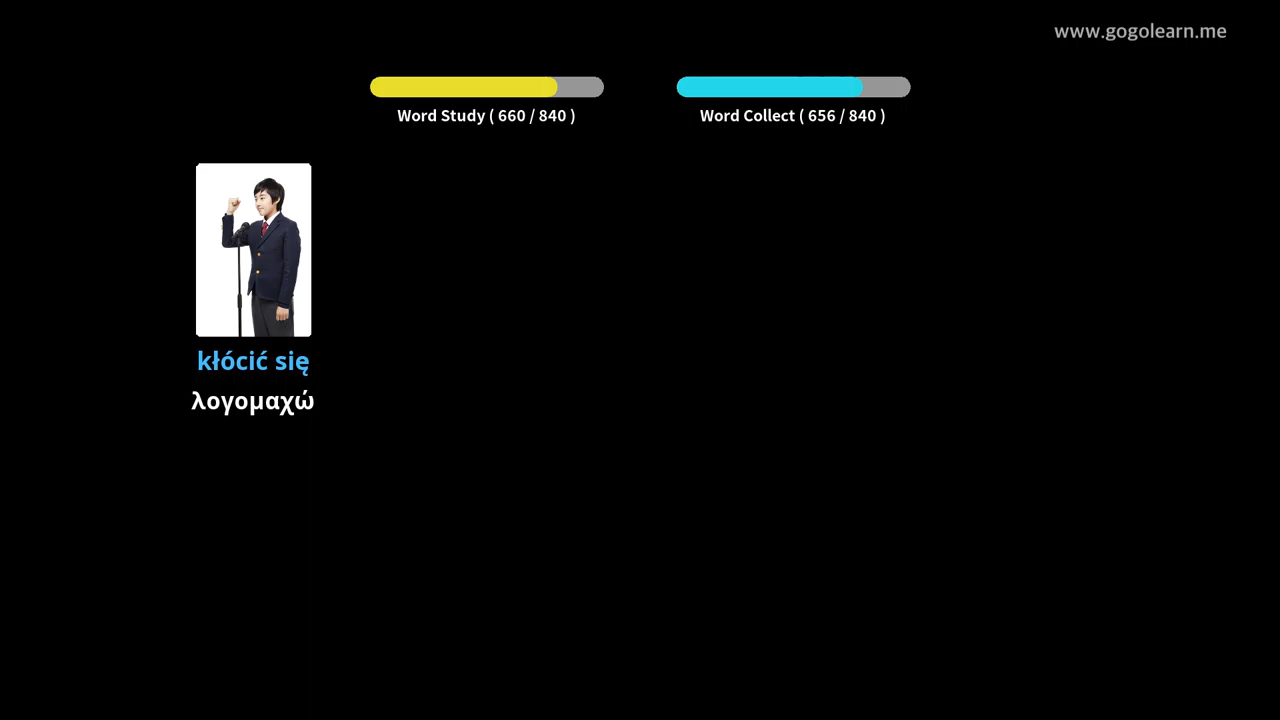 www.gogolearn.me
Word Study ( 660 / 840 )
Word Collect ( 656 / 840 )
kłócić się
λογομαχώ